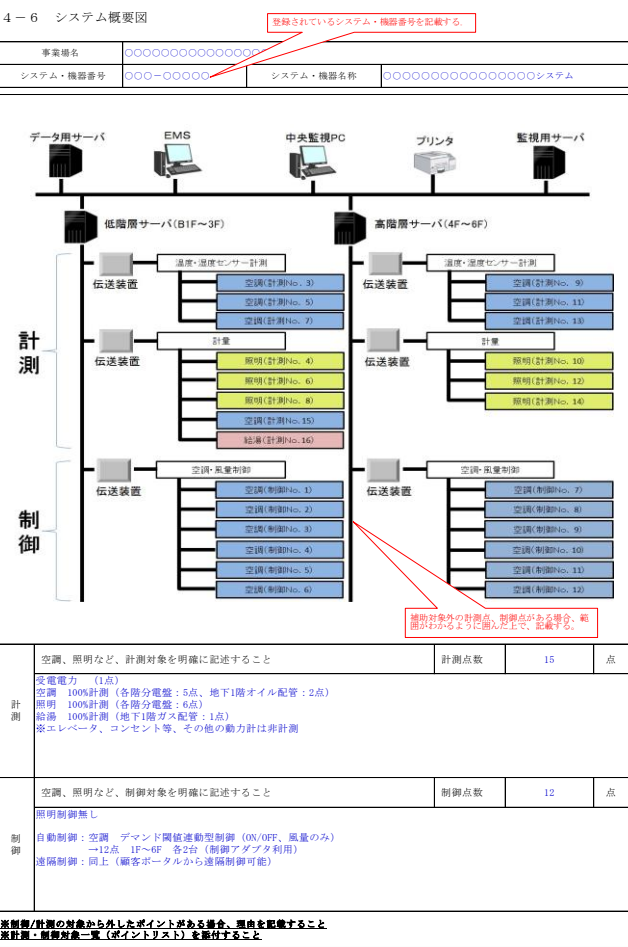 4－6　システム概要図
登録されているシステム・機器番号を記載する
事業場名
○○○○○○○○○○○○○○○
システム・機器番号
○○○－○○○○○
システム・機器名称
○○○○○○○○○○○○○○○○システム
データ用サーバ
EMS
中央監視PC
プリンタ
監視用サーバ
低階層サーバ(B1F～3F)
高階層サーバ(4F～6F)
計測
伝送装置
温度・湿度センサー計測
空調(計測No. 3)
空調(計測No. 5)
空調(計測No. 7)
伝送装置
計量
照明(計測No. 4)
照明(計測No. 6)
照明(計測No. 8)
空調(計測No. 15)
給湯(計測No. 16)
伝送装置
温度・湿度センサー計測
空調(計測No. 9)
空調(計測No. 11)
空調(計測No. 13)
伝送装置
計量
照明(計測No. 10)
照明(計測No. 12)
照明(計測No. 14)
制御
伝送装置
空調・風量制御
空調(制御No. 1)
空調(制御No. 2)
空調(制御No. 3)
空調(制御No. 4)
空調(制御No. 5)
空調(制御No. 6)
伝送装置
空調・風量制御
空調(制御No. 7)
空調(制御No. 8)
空調(制御No. 9)
空調(制御No. 10)
空調(制御No. 11)
空調(制御No. 12)
補助対象外の計測点、制御点がある場合、範
囲がわかるように囲んだ上で、記載する。
計測
空調、照明など、計測対象を明確に記述すること
計測点数
15
点
受電電力　（1点）
空調　100%計測（各階分電盤：5点、地下1階オイル配管：2点）
照明　100%計測（各階分電盤：6点）
給湯　100%計測（地下1階ガス配管：1点）
※エレベータ、コンセント等、その他の動力計は非計測
制御
空調、照明など、制御対象を明確に記述すること
制御点数
12
点
照明制御無し
自動制御：空調　デマンド閾値連動型制御（ON/OFF、風量のみ）
→12点　1F～6F　各2台（制御アダプタ利用）
遠隔制御：同上（顧客ポータルから遠隔制御可能）
※制御/計測の対象から外したポイントがある場合、理由を記載すること
※計測・制御対象一覧（ポイントリスト）を添付すること